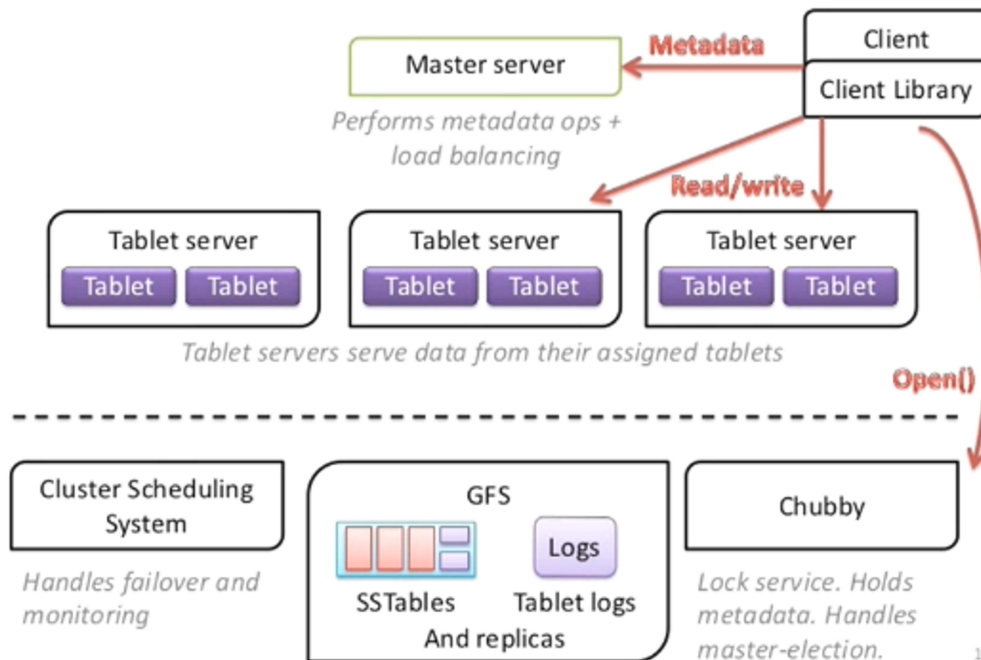 Client
Client Library
Metadata
Master server
Performs metadata ops +
load balancing
Read/write
Tablet server
Tablet Tablet
Tablet server
Tablet Tablet
Tablet server
Tablet Tablet
Tablet servers serve data from their assigned tablets
Open()
Cluster Scheduling
System
Handles failover and
monitoring
GFS
Logs
SSTables
Tablet logs
And replicas
Chubby
Lock service. Holds
metadata. Handles
master-election.
1